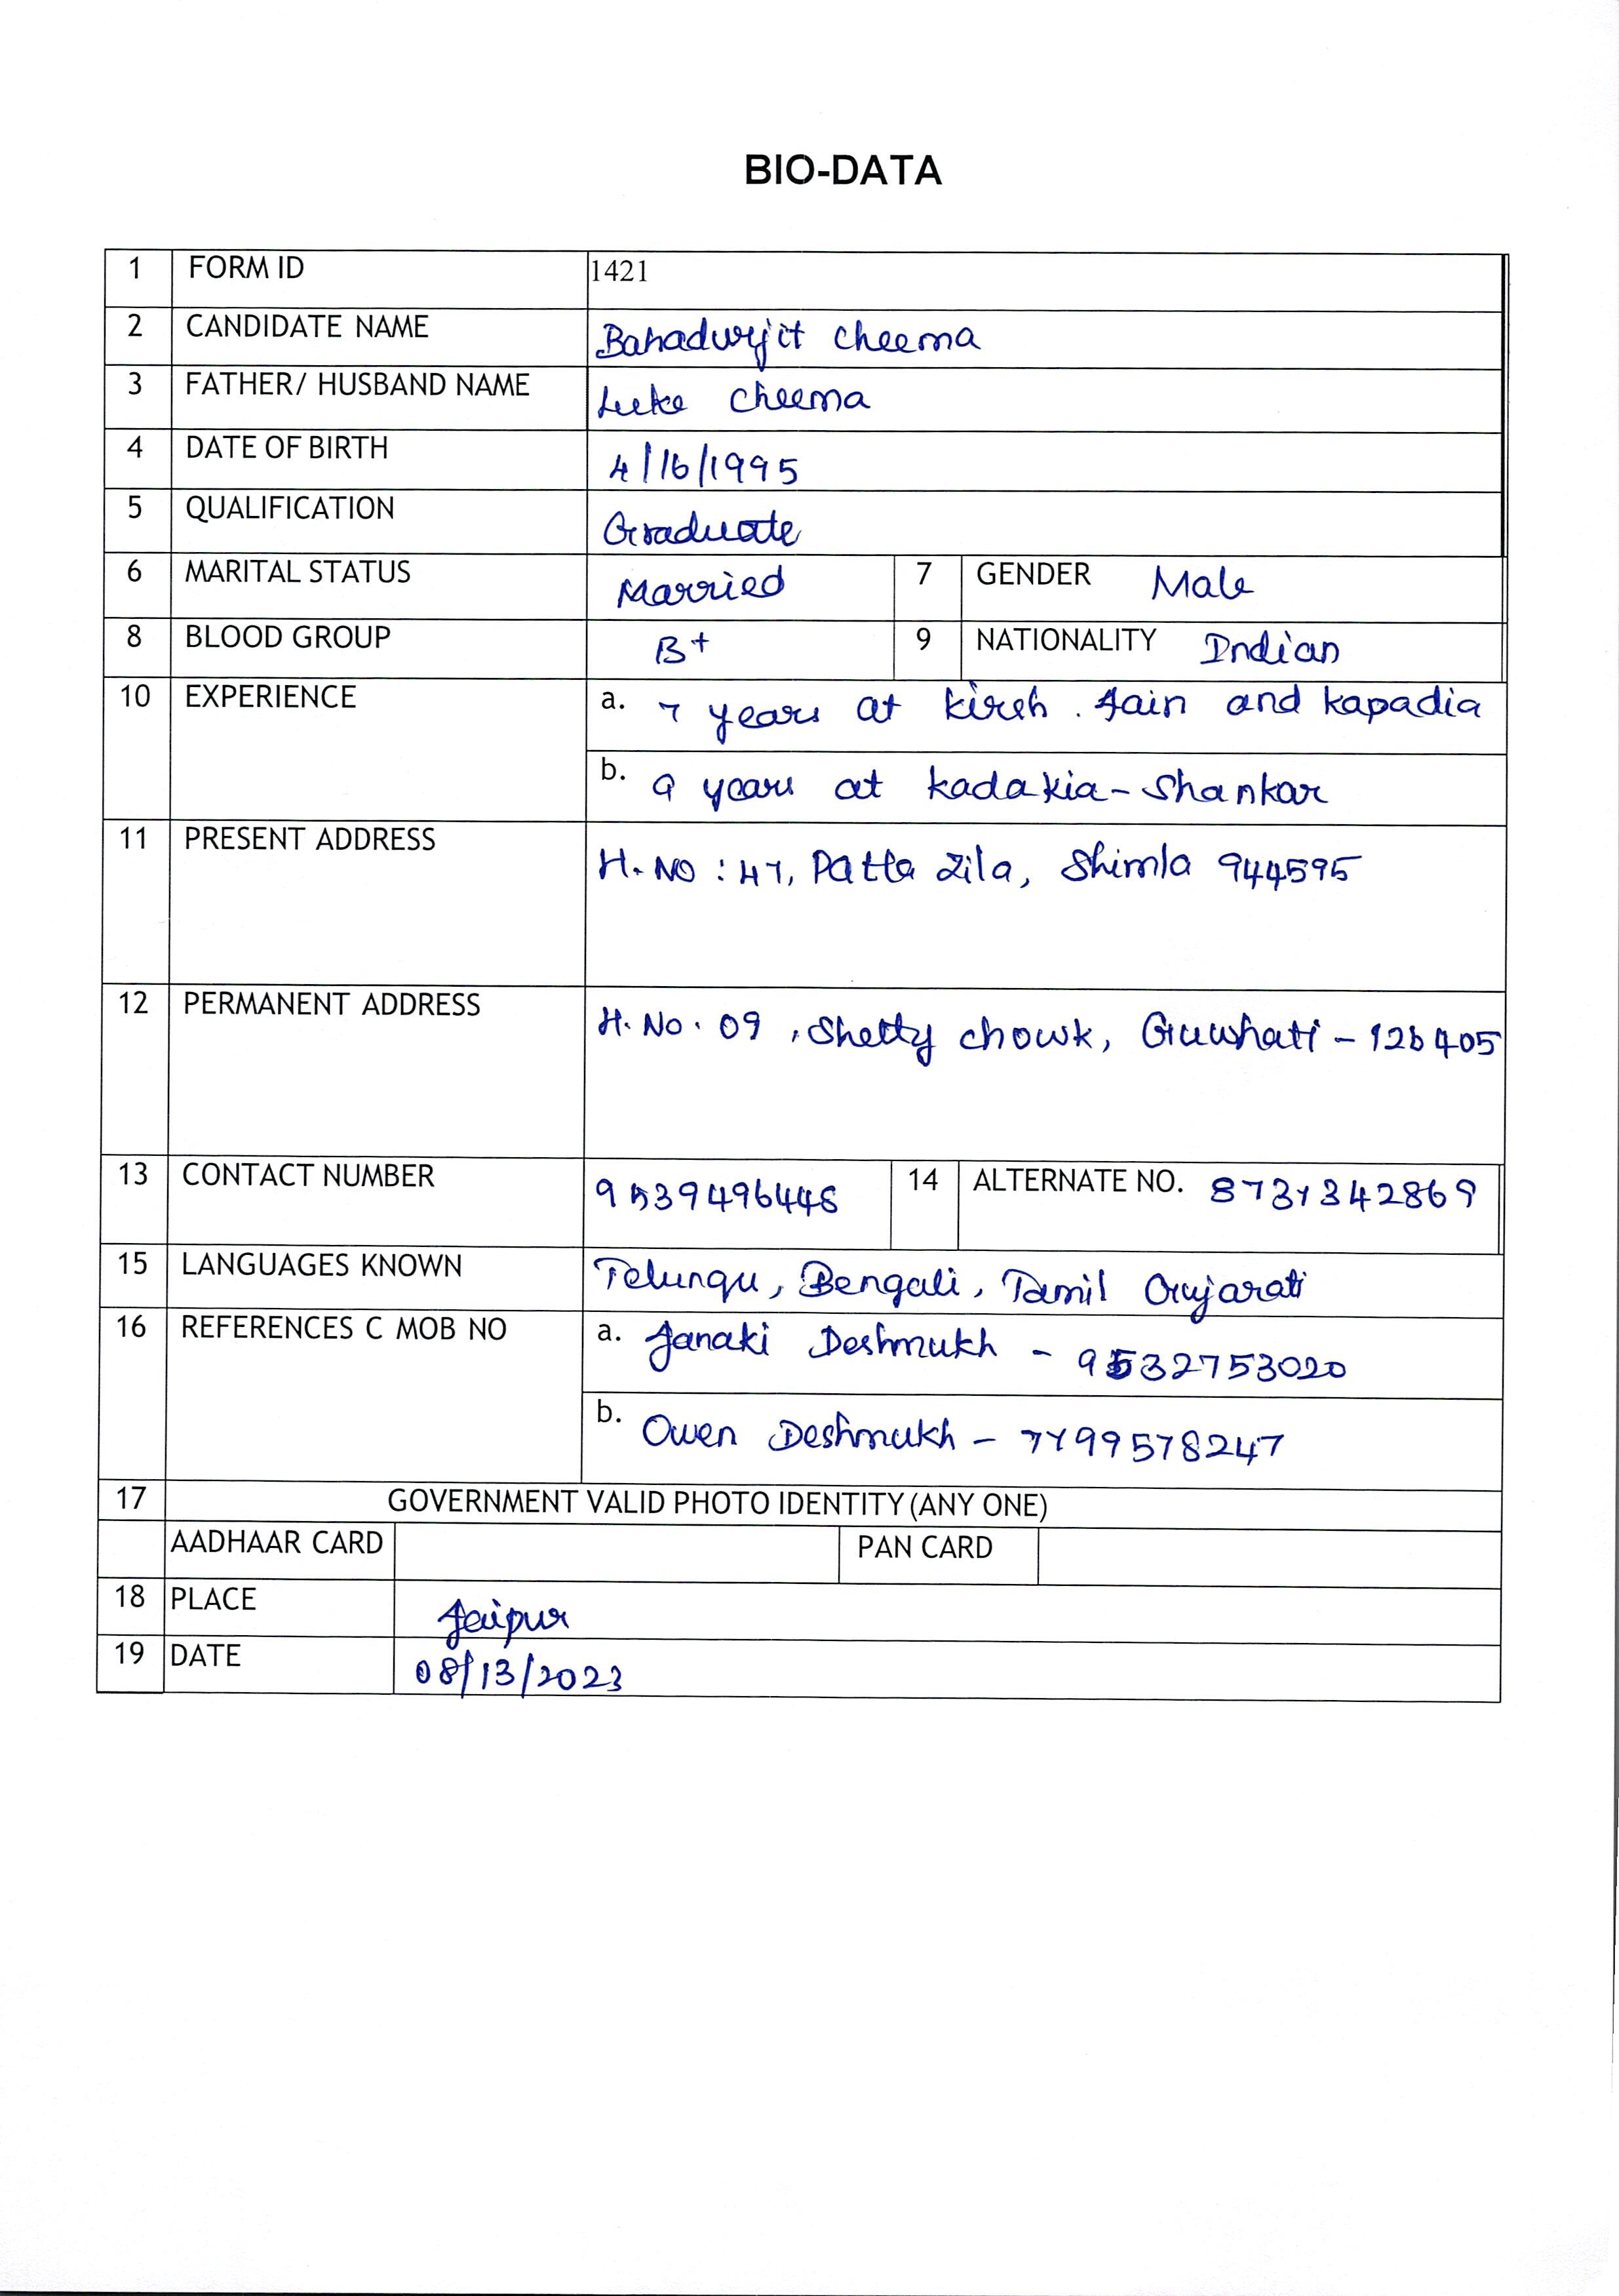 BIO-DATA
1 FORM ID 1421
2 CANDIDATE NAME Bahadurjit Cheema
3 FATHER/ HUSBAND NAME Luke Cheema
4 DATE OF BIRTH 4/16/1995
5 QUALIFICATION Graduate
6 MARITAL STATUS Married 7 GENDER Male
8 BLOOD GROUP B+ 9 NATIONALITY Indian
10 EXPERIENCE a. 7 years at Jain and Kapadia
b. 9 years at Kadakia-Shankar
11 PRESENT ADDRESS H.NO : 47, Patla Zila, Shimla 944595
12 PERMANENT ADDRESS H.No. 09, Shetty chowk, Guwhati - 126405
13 CONTACT NUMBER 9539496446 14 ALTERNATE NO. 8731342869
15 LANGUAGES KNOWN Telungu, Bengali, Tamil Gujarati
16 REFERENCES C MOB NO a. Janaki Deshmukh - 9532753020
b. Owen Deshmukh - 7799578247
17 GOVERNMENT VALID PHOTO IDENTITY (ANY ONE)
AADHAAR CARD PAN CARD
18 PLACE Jaipur
19 DATE 08/13/2023